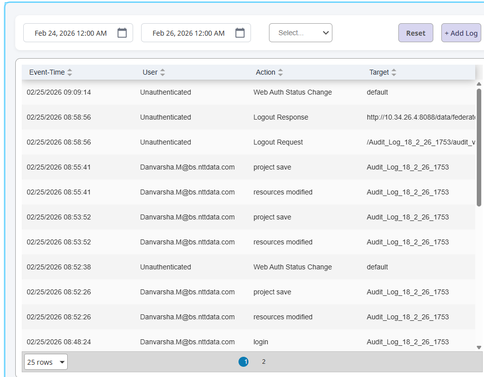 Feb 24, 2026 12:00 AM Feb 26, 2026 12:00 AM Select... Reset + Add Log
Event-Time User Action Target
02/25/2026 09:09:14 Unauthenticated Web Auth Status Change default
02/25/2026 08:58:56 Unauthenticated Logout Response http://10.34.26.4:8088/data/federat
02/25/2026 08:58:56 Unauthenticated Logout Request /Audit_Log_18_2_26_1753/audit_v
02/25/2026 08:55:41 Danvarsha.M@bs.nttdata.com project save Audit_Log_18_2_26_1753
02/25/2026 08:55:41 Danvarsha.M@bs.nttdata.com resources modified Audit_Log_18_2_26_1753
02/25/2026 08:53:52 Danvarsha.M@bs.nttdata.com project save Audit_Log_18_2_26_1753
02/25/2026 08:53:52 Danvarsha.M@bs.nttdata.com resources modified Audit_Log_18_2_26_1753
02/25/2026 08:52:38 Unauthenticated Web Auth Status Change default
02/25/2026 08:52:26 Danvarsha.M@bs.nttdata.com project save Audit_Log_18_2_26_1753
02/25/2026 08:52:26 Danvarsha.M@bs.nttdata.com resources modified Audit_Log_18_2_26_1753
02/25/2026 08:48:24 Danvarsha.M@bs.nttdata.com login Audit_Log_18_2_26_1753
25 rows 1 2